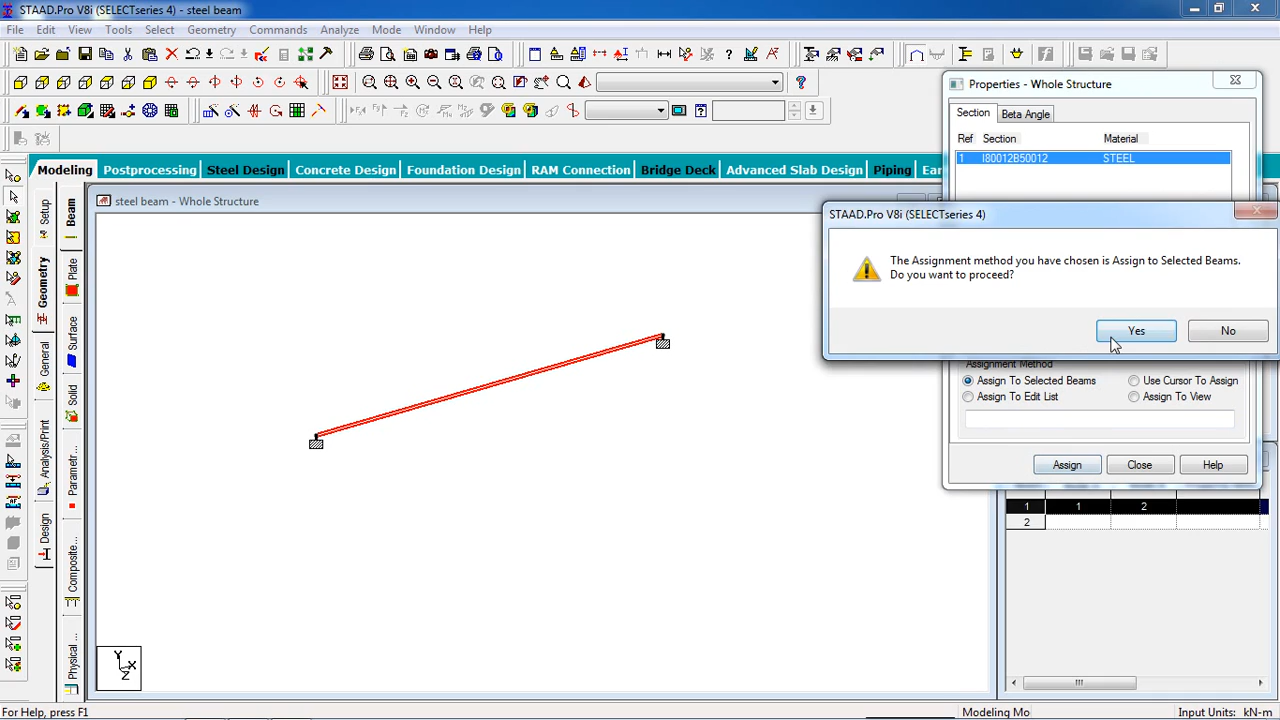 STAAD.Pro V8i (SELECTseries 4) - steel beam
File Edit View Tools Select Geometry Commands Analyze Mode Window Help
Properties - Whole Structure
Section Beta Angle
Ref Section Material
1 I80012B50012 STEEL
Modeling Postprocessing Steel Design Concrete Design Foundation Design RAM Connection Bridge Deck Advanced Slab Design Piping Ear
steel beam - Whole Structure
STAAD.Pro V8i (SELECTseries 4)
The Assignment method you have chosen is Assign to Selected Beams.
Do you want to proceed?
Yes No
Assignment Method
Assign To Selected Beams Use Cursor To Assign
Assign To Edit List Assign To View
Assign Close Help
1 1 2
2
Setup
Geometry
General
Analysis/Print
Design
Beam
Plate
Surface
Solid
Parametr...
Composite...
Physical ...
Y
X
Z
For Help, press F1 Modeling Mo Input Units: kN-m